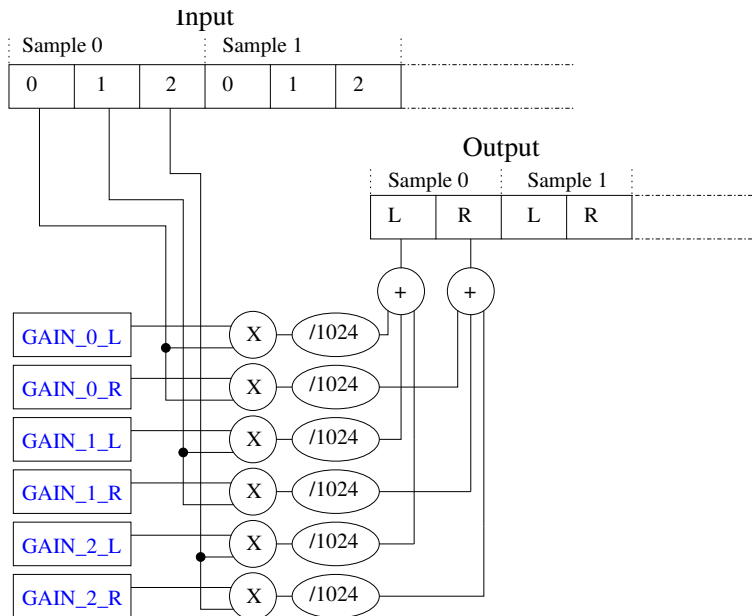 Input
Sample 0 Sample 1
0 1 2 0 1 2
Output
Sample 0 Sample 1
L R L R
+ +
GAIN_0_L X /1024
GAIN_0_R X /1024
GAIN_1_L X /1024
GAIN_1_R X /1024
GAIN_2_L X /1024
GAIN_2_R X /1024